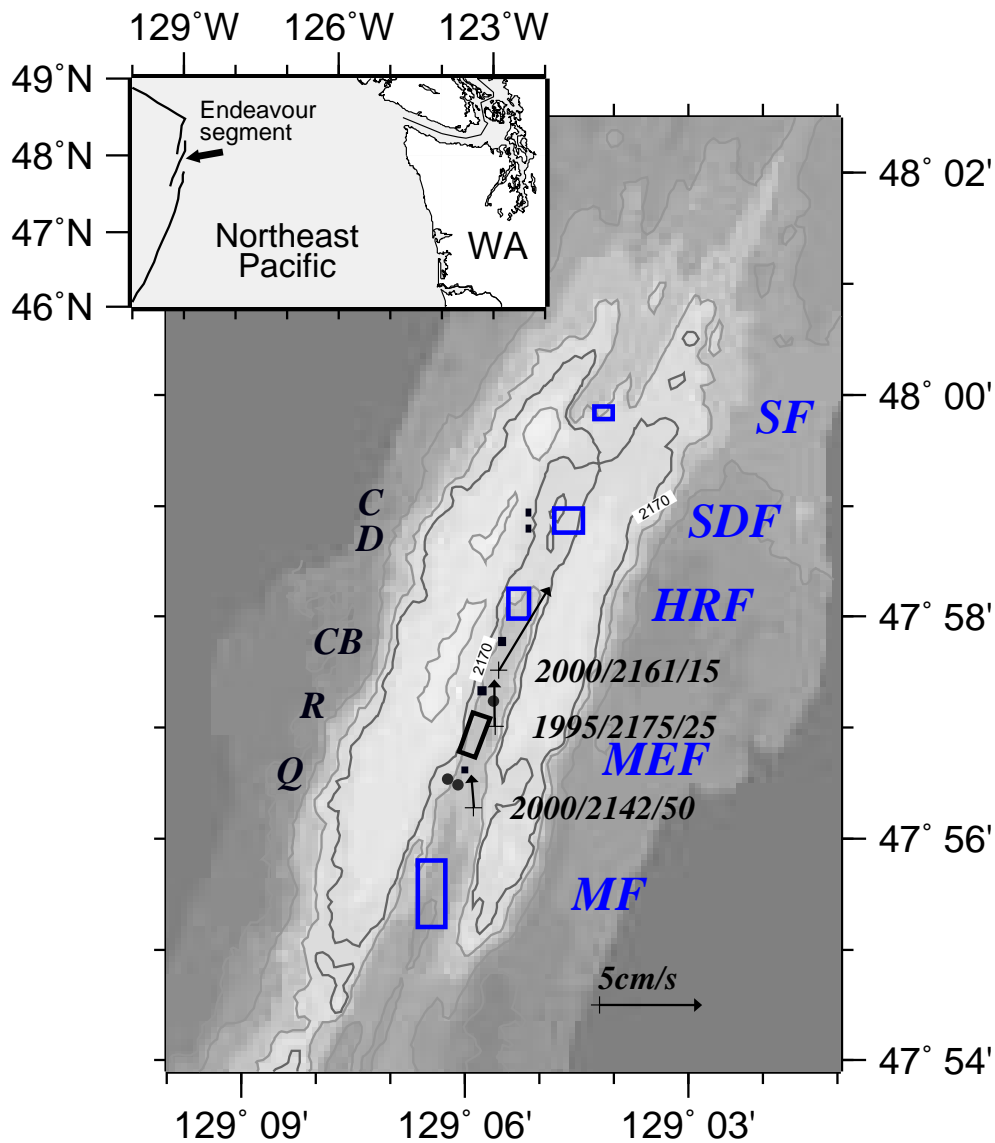 129°W 126°W 123°W
49°N
48°N
47°N
46°N
Endeavour
segment
Northeast
Pacific
WA
48° 02'
48° 00'
47° 58'
47° 56'
47° 54'
SF
C
2170
SDF
D
HRF
CB
2170
2000/2161/15
R
1995/2175/25
MEF
Q
2000/2142/50
MF
5cm/s
129° 09' 129° 06' 129° 03'